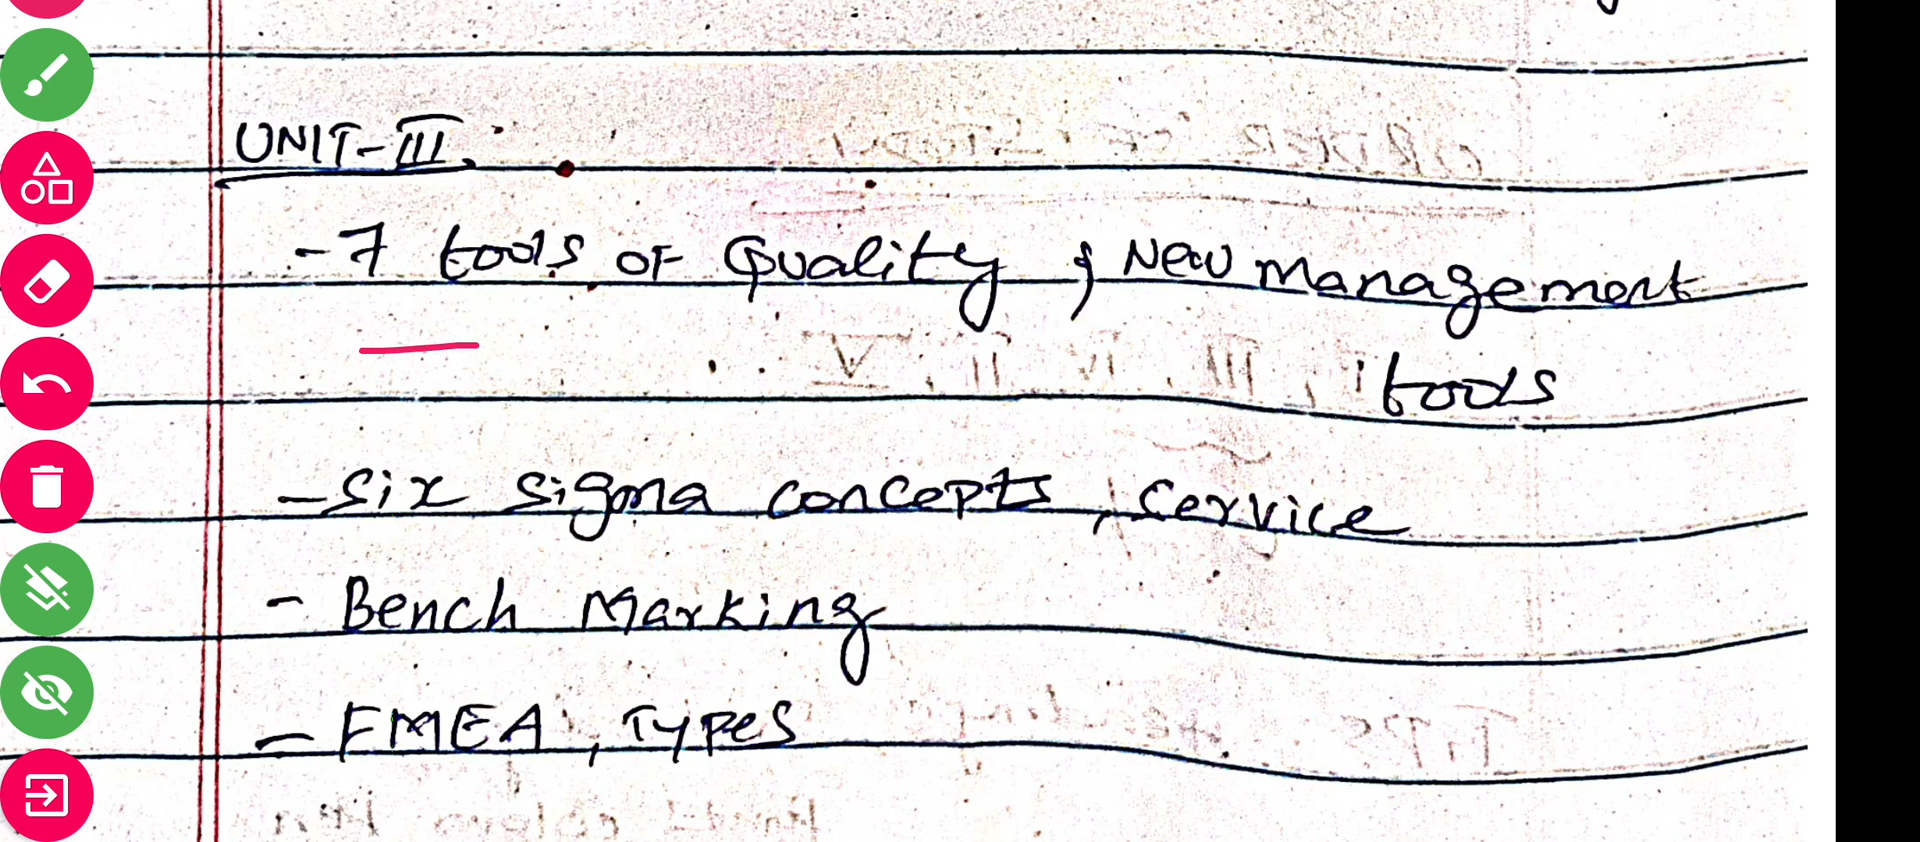 UNIT-III
- 7 tools OF Quality & New Management
tools
- Six Sigma concepts, Service
- Bench Marking
- FMEA, Types